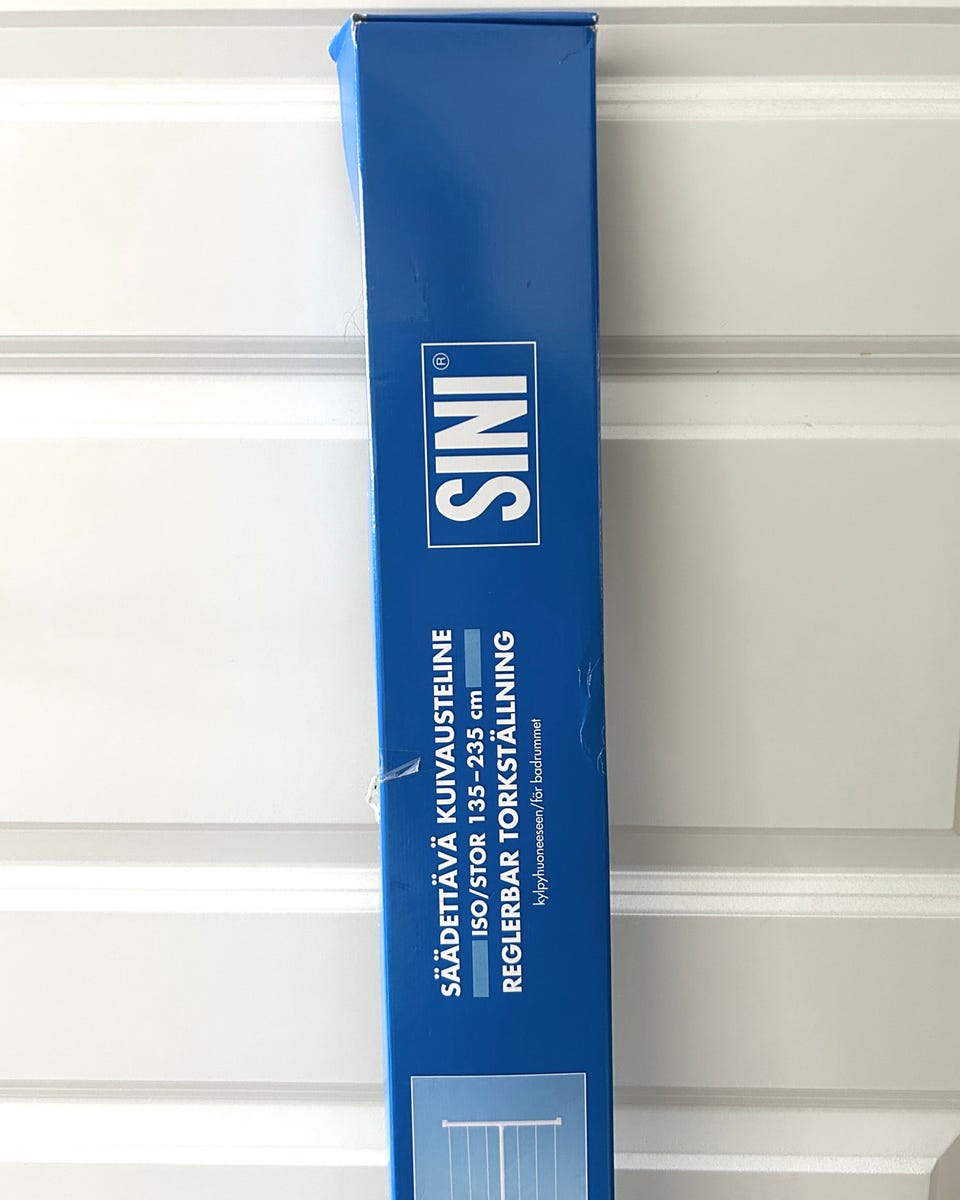 SINI®
SÄÄDETTÄVÄ KUIVAUSTELINE
ISO/STOR 135–235 cm
REGLERBAR TORKSTÄLLNING
kylpyhuoneeseen/för badrummet